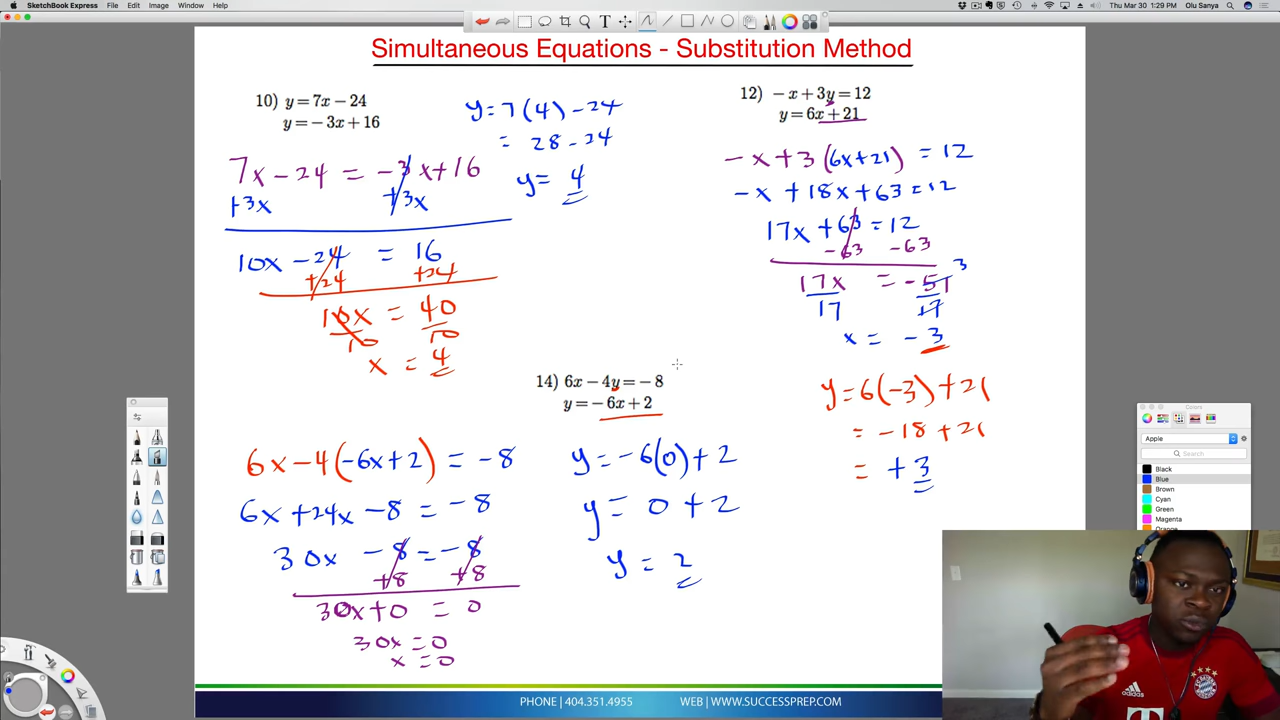 SketchBook Express File Edit Image Window Help
Thu Mar 30 1:29 PM Olu Sanya
Simultaneous Equations - Substitution Method
10) y = 7x − 24
y = − 3x + 16
7x − 24 = −3x + 16
+3x +3x
10x − 24 = 16
+24 +24
10x = 40
10 10
x = 4
y = 7(4) − 24
= 28 − 24
y = 4
12) − x + 3y = 12
y = 6x + 21
− x + 3(6x+21) = 12
−x + 18x + 63 = 12
17x + 63 = 12
−63 −63
17x = −51 3
17 17
x = −3
y = 6(−3) + 21
= −18 + 21
= +3
14) 6x − 4y = − 8
y = − 6x + 2
6x − 4(−6x + 2) = −8
6x + 24x − 8 = −8
30x − 8 = −8
+8 +8
30x + 0 = 0
30x = 0
x = 0
y = −6(0) + 2
y = 0 + 2
y = 2
Colors
Apple
Search
Black
Blue
Brown
Cyan
Green
Magenta
Orange
PHONE | 404.351.4955 WEB | WWW.SUCCESSPREP.COM